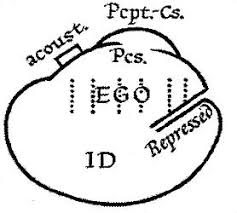 Pcpt.-Cs.
acoust.
Pcs.
EGO
Repressed
ID